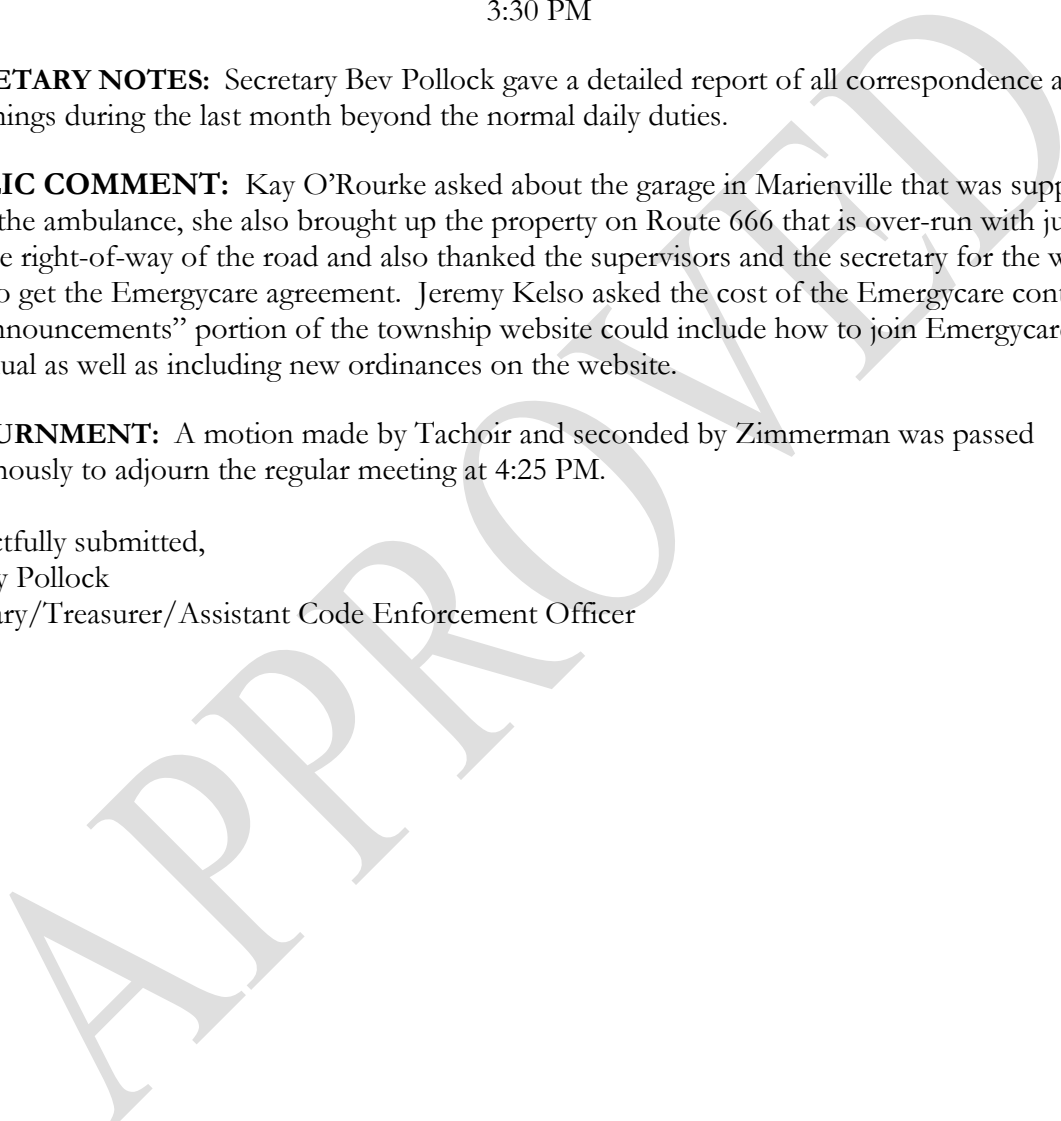 3:30 PM
ETARY NOTES: Secretary Bev Pollock gave a detailed report of all correspondence a
nings during the last month beyond the normal daily duties.
LIC COMMENT: Kay O’Rourke asked about the garage in Marienville that was supp
the ambulance, she also brought up the property on Route 666 that is over-run with ju
e right-of-way of the road and also thanked the supervisors and the secretary for the w
o get the Emergycare agreement. Jeremy Kelso asked the cost of the Emergycare cont
nnouncements” portion of the township website could include how to join Emergycare
ual as well as including new ordinances on the website.
URNMENT: A motion made by Tachoir and seconded by Zimmerman was passed
mously to adjourn the regular meeting at 4:25 PM.
ctfully submitted,
y Pollock
ary/Treasurer/Assistant Code Enforcement Officer
APPROVED